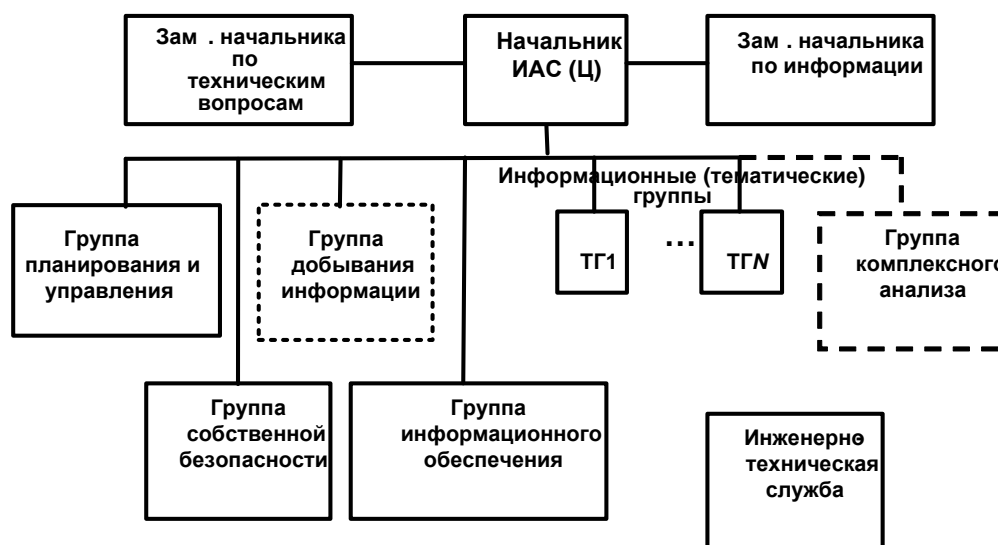 Зам . начальника
по
техническим
вопросам
Начальник
ИАС (Ц)
Зам . начальника
по информации
Информационные (тематические)
группы
Группа
планирования и
управления
Группа
добывания
информации
ТГ1
...
ТГN
Группа
комплексного
анализа
Группа
собственной
безопасности
Группа
информационного
обеспечения
Инженерно-
техническая
служба